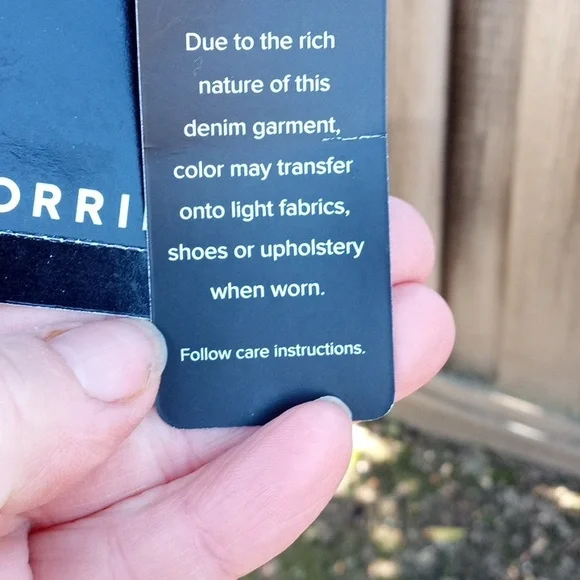 Due to the rich
nature of this
denim garment,
color may transfer
onto light fabrics,
shoes or upholstery
when worn.
Follow care instructions.